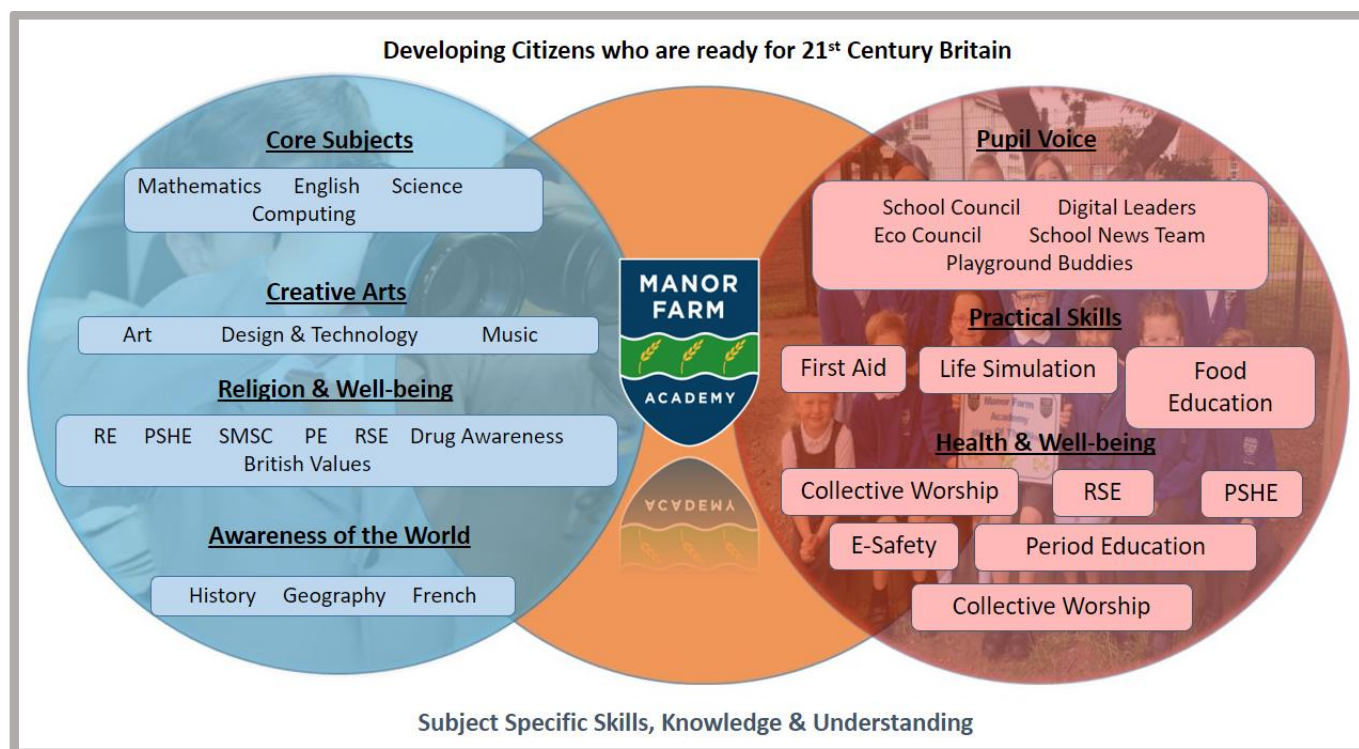 Developing Citizens who are ready for 21st Century Britain
Core Subjects
Mathematics English Science
Computing
Creative Arts
Art Design & Technology Music
Religion & Well-being
RE PSHE SMSC PE RSE Drug Awareness
British Values
Awareness of the World
History Geography French
MANOR
FARM
ACADEMY
ACADEMY
Pupil Voice
School Council Digital Leaders
Eco Council School News Team
Playground Buddies
Practical Skills
First Aid Life Simulation Food
Education
Manor Farm
Academy
Health & Well-being
Collective Worship RSE PSHE
E-Safety Period Education
Collective Worship
Subject Specific Skills, Knowledge & Understanding